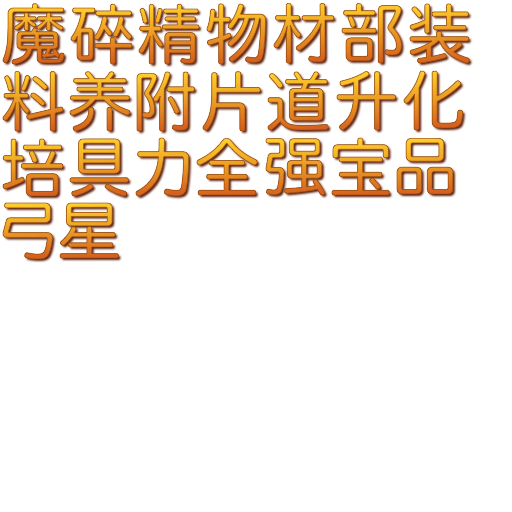 魔碎精物材部装
料养附片道升化
培具力全强宝品
弓星